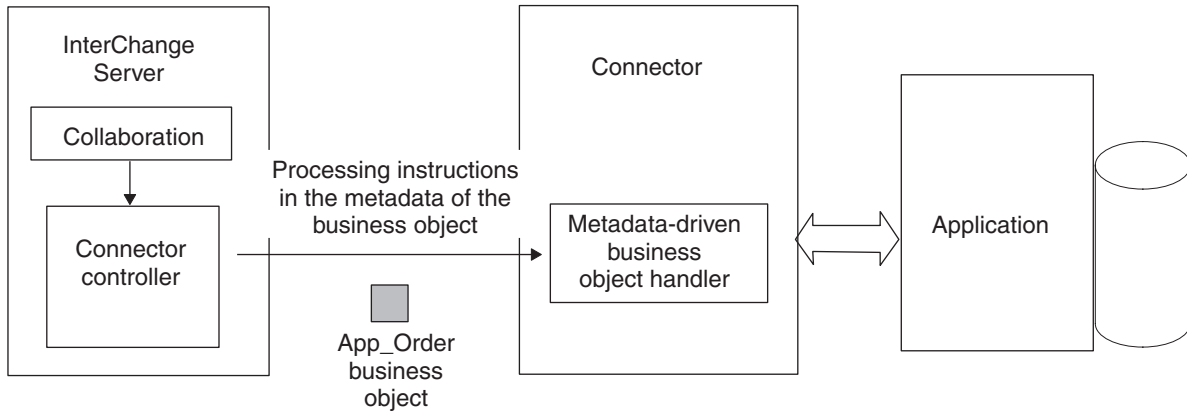 InterChange
Server
Collaboration
Connector
controller
Processing instructions
in the metadata of the
business object
App_Order
business
object
Connector
Metadata-driven
business
object handler
Application